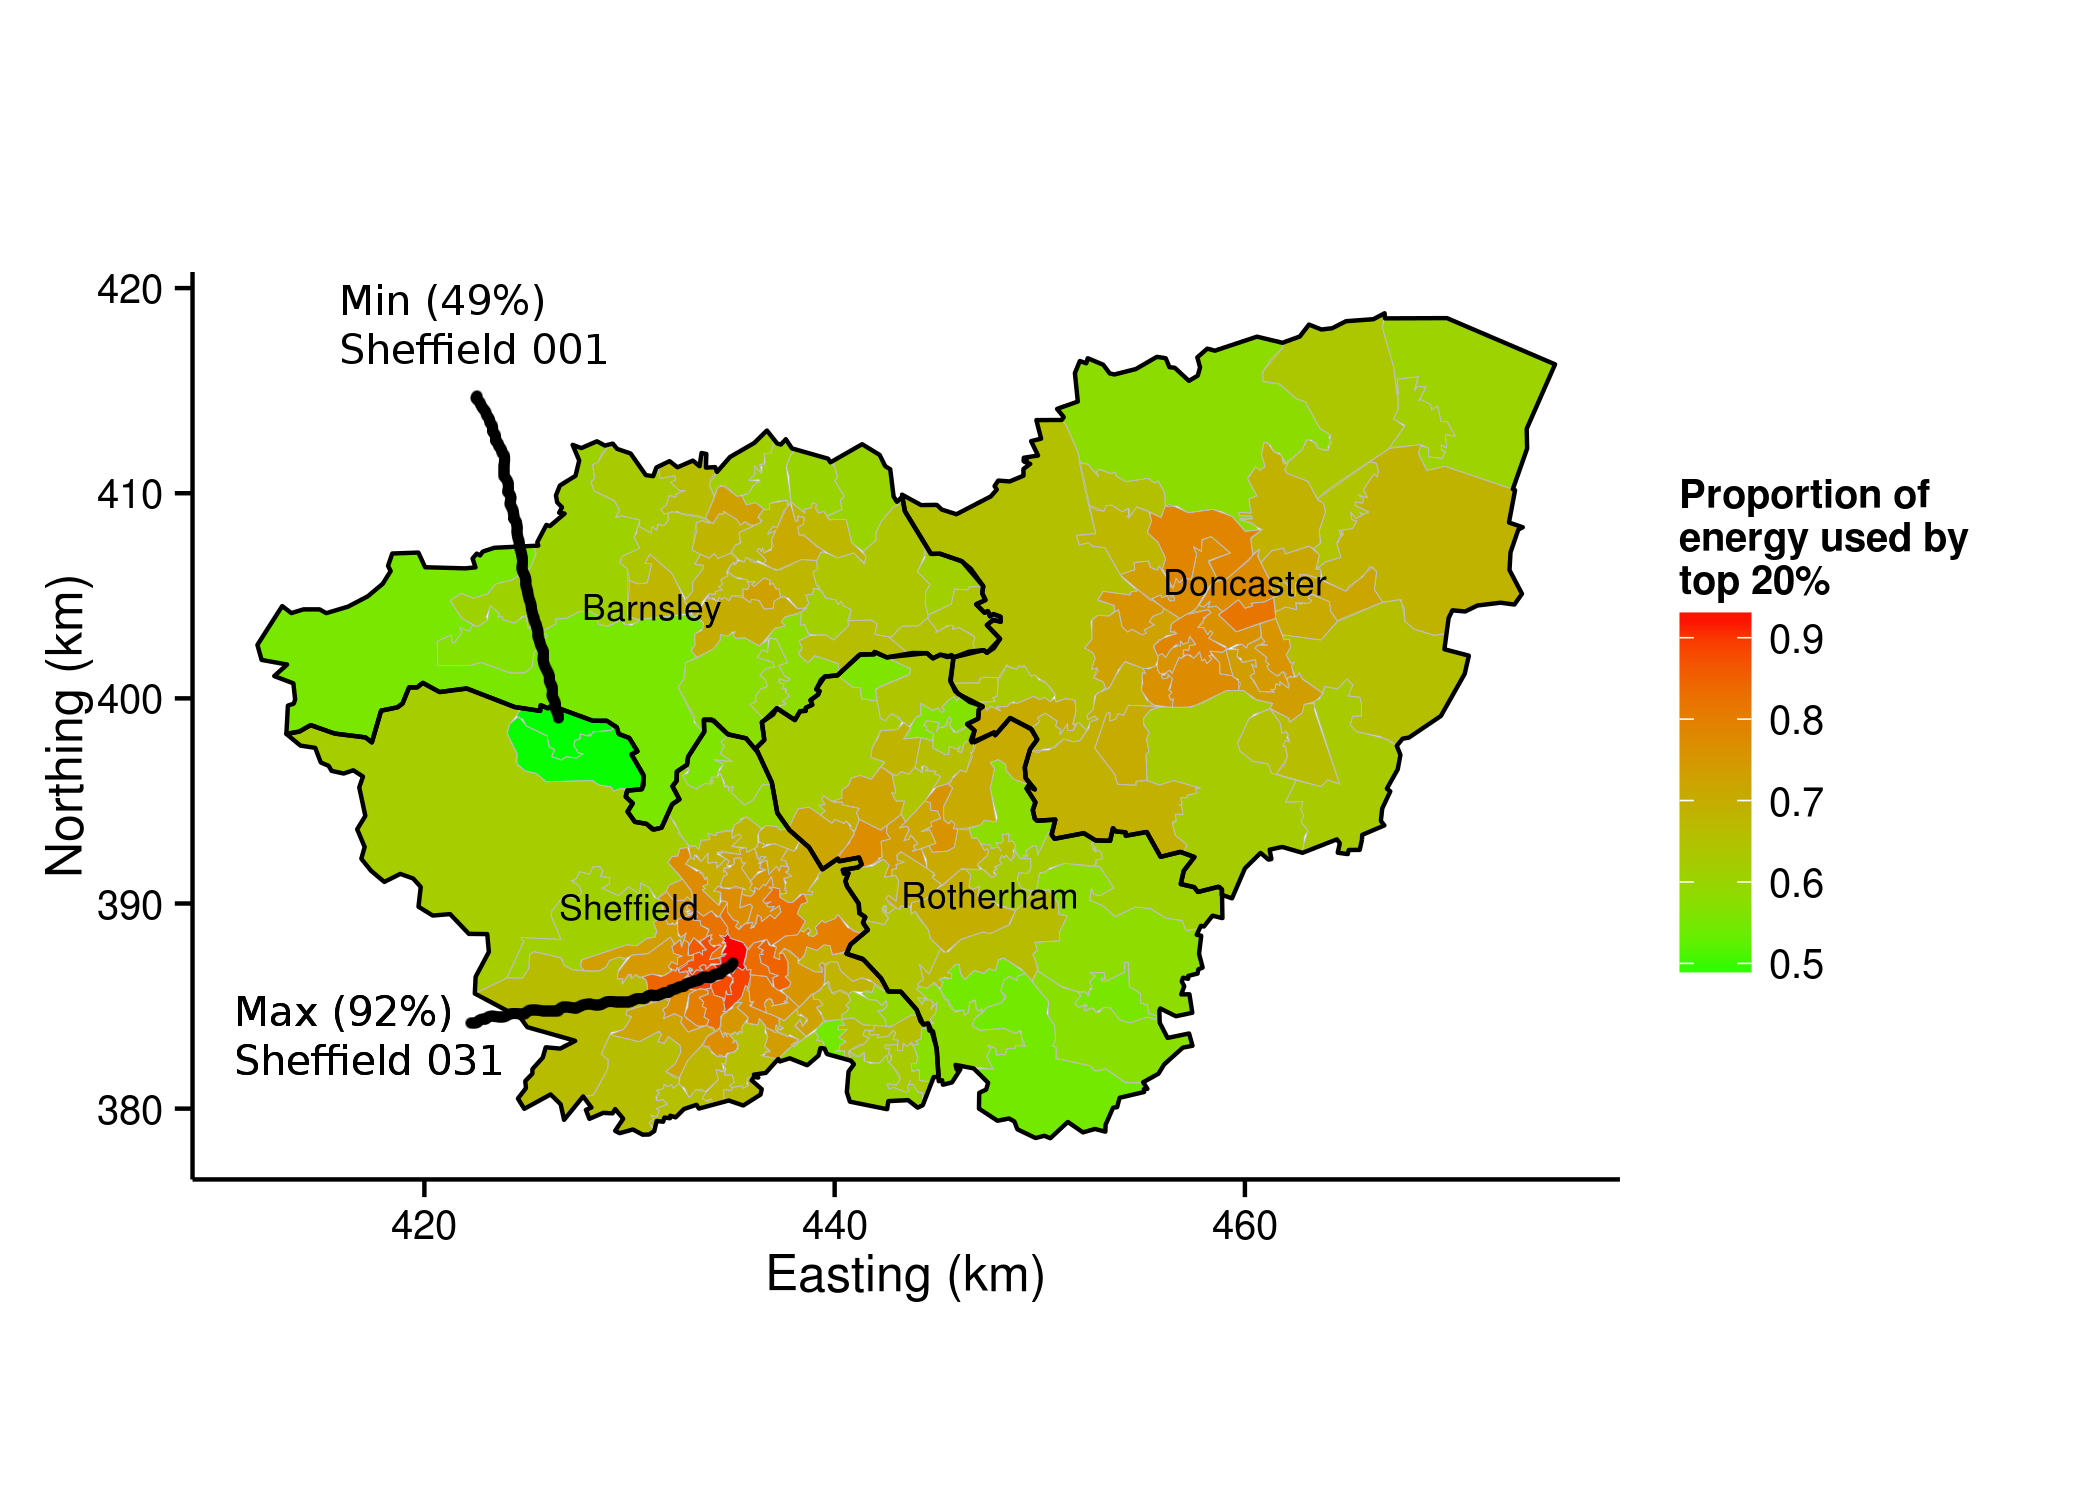 Min (49%)
Sheffield 001
Barnsley
Doncaster
Sheffield
Rotherham
Max (92%)
Sheffield 031
Northing (km)
420
410
400
390
380
420
440
460
Easting (km)
Proportion of
energy used by
top 20%
0.9
0.8
0.7
0.6
0.5